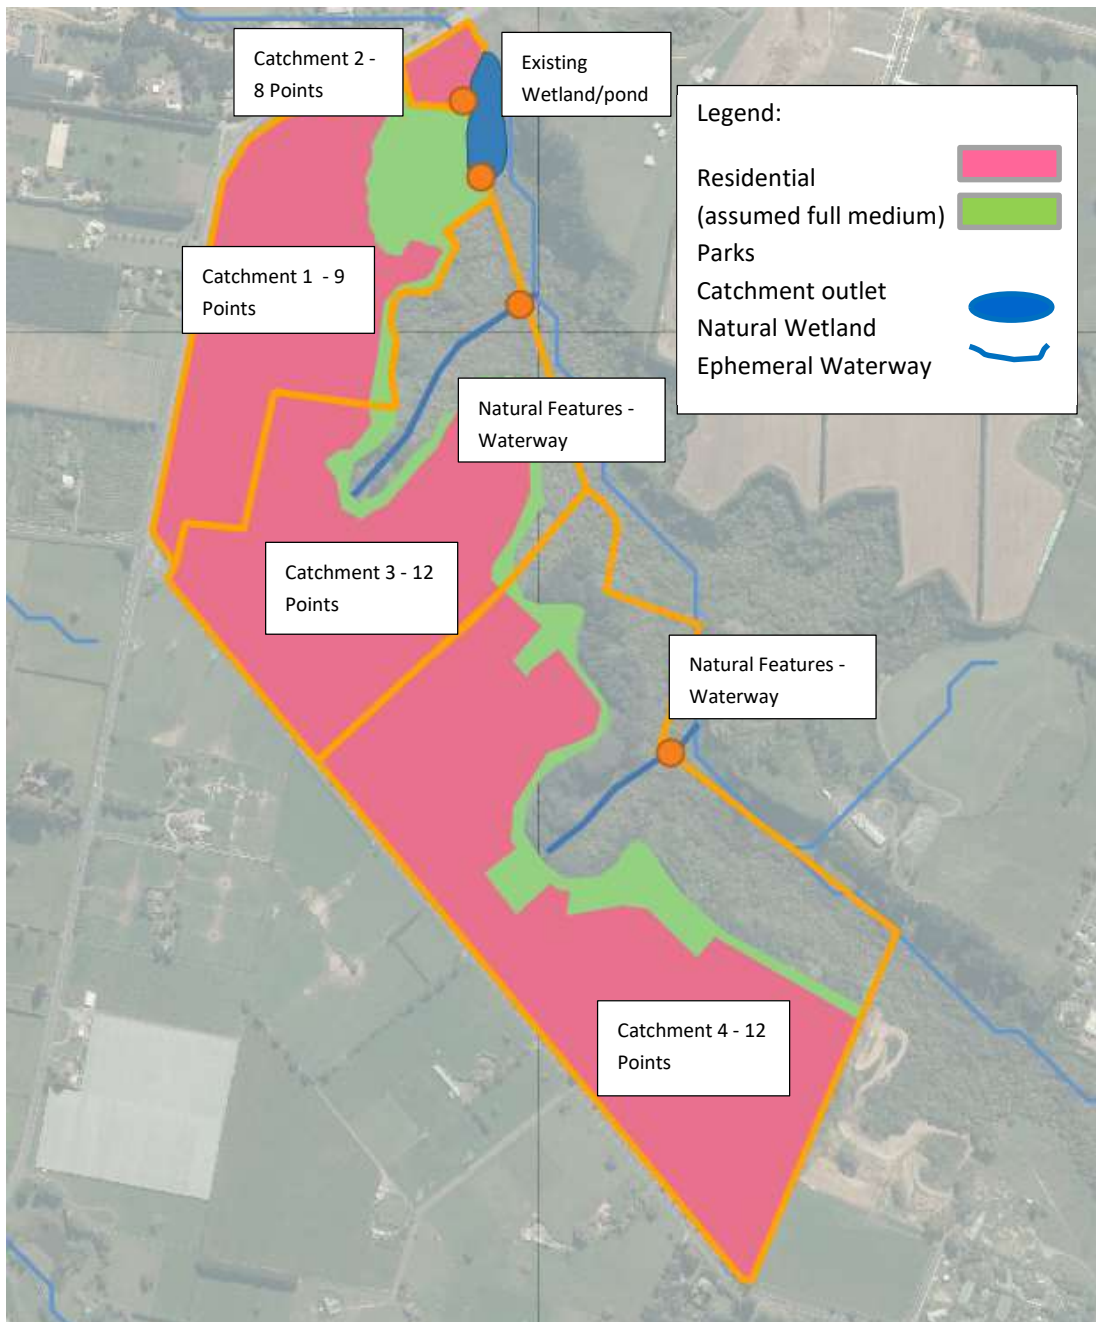 Catchment 2 -
8 Points
Existing
Wetland/pond
Legend:
Residential
(assumed full medium)
Parks
Catchment outlet
Natural Wetland
Ephemeral Waterway
Catchment 1 - 9
Points
Natural Features -
Waterway
Catchment 3 - 12
Points
Natural Features -
Waterway
Catchment 4 - 12
Points